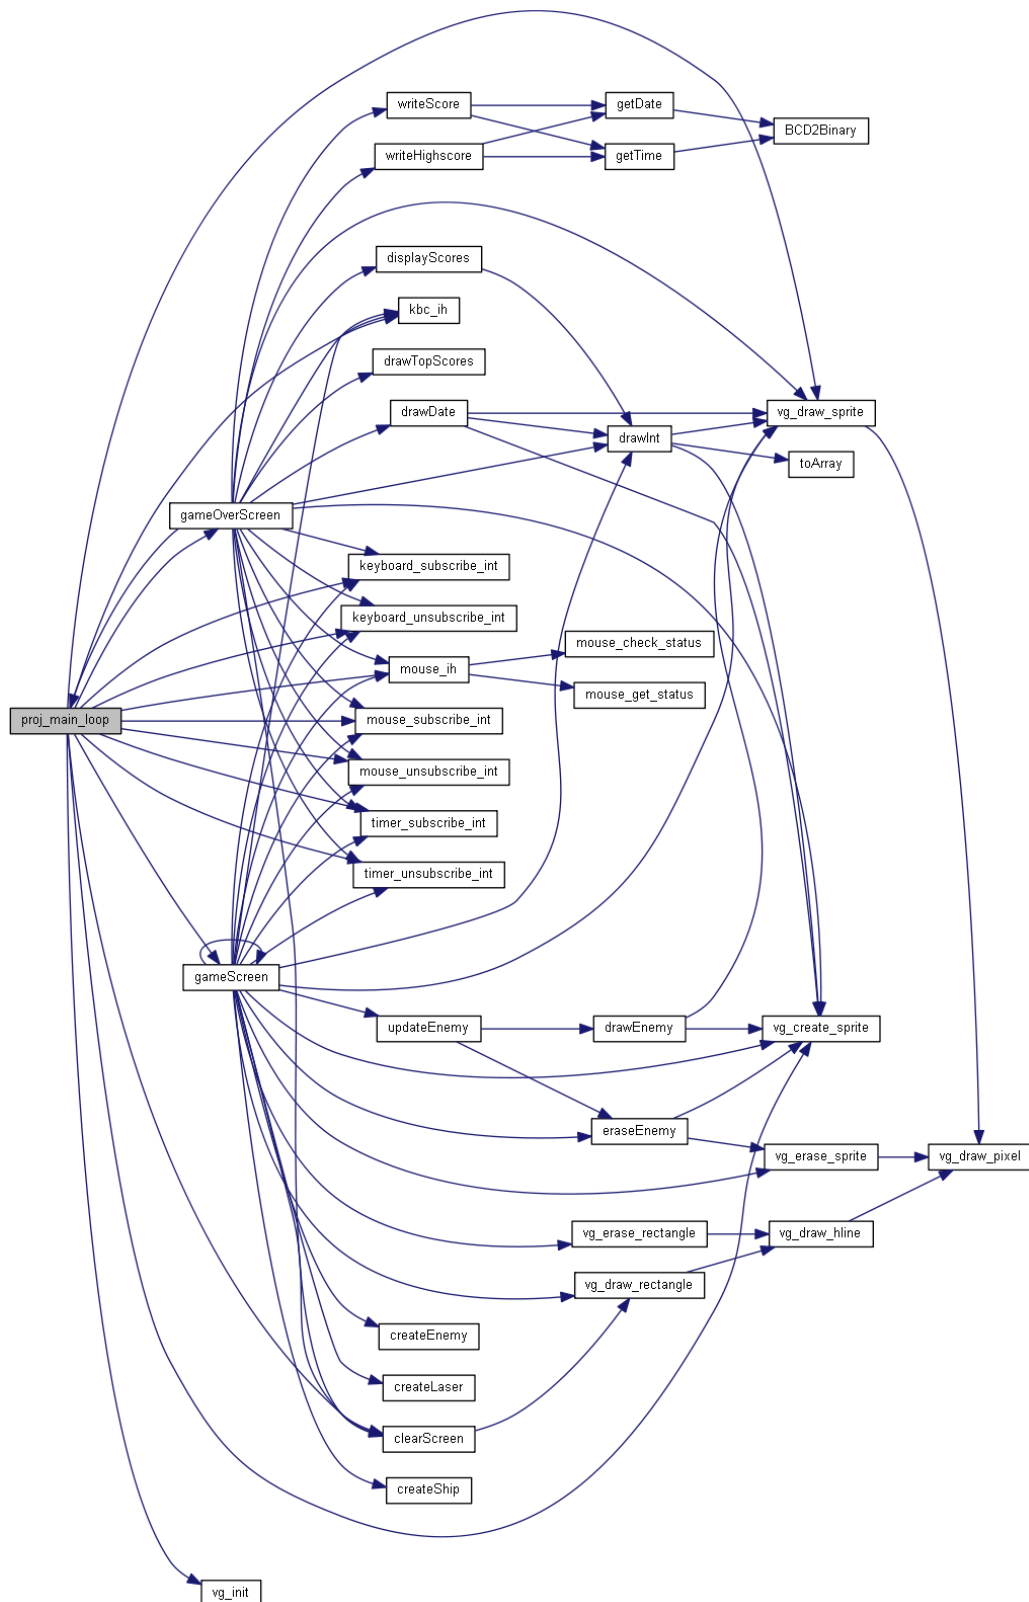 writeScore
getDate
BCD2Binary
writeHighscore
getTime
displayScores
kbc_ih
drawTopScores
drawDate
vg_draw_sprite
drawInt
toArray
gameOverScreen
keyboard_subscribe_int
keyboard_unsubscribe_int
mouse_check_status
mouse_ih
mouse_get_status
proj_main_loop
mouse_subscribe_int
mouse_unsubscribe_int
timer_subscribe_int
timer_unsubscribe_int
gameScreen
updateEnemy
drawEnemy
vg_create_sprite
eraseEnemy
vg_erase_sprite
vg_draw_pixel
vg_erase_rectangle
vg_draw_hline
vg_draw_rectangle
createEnemy
createLaser
clearScreen
createShip
vg_init